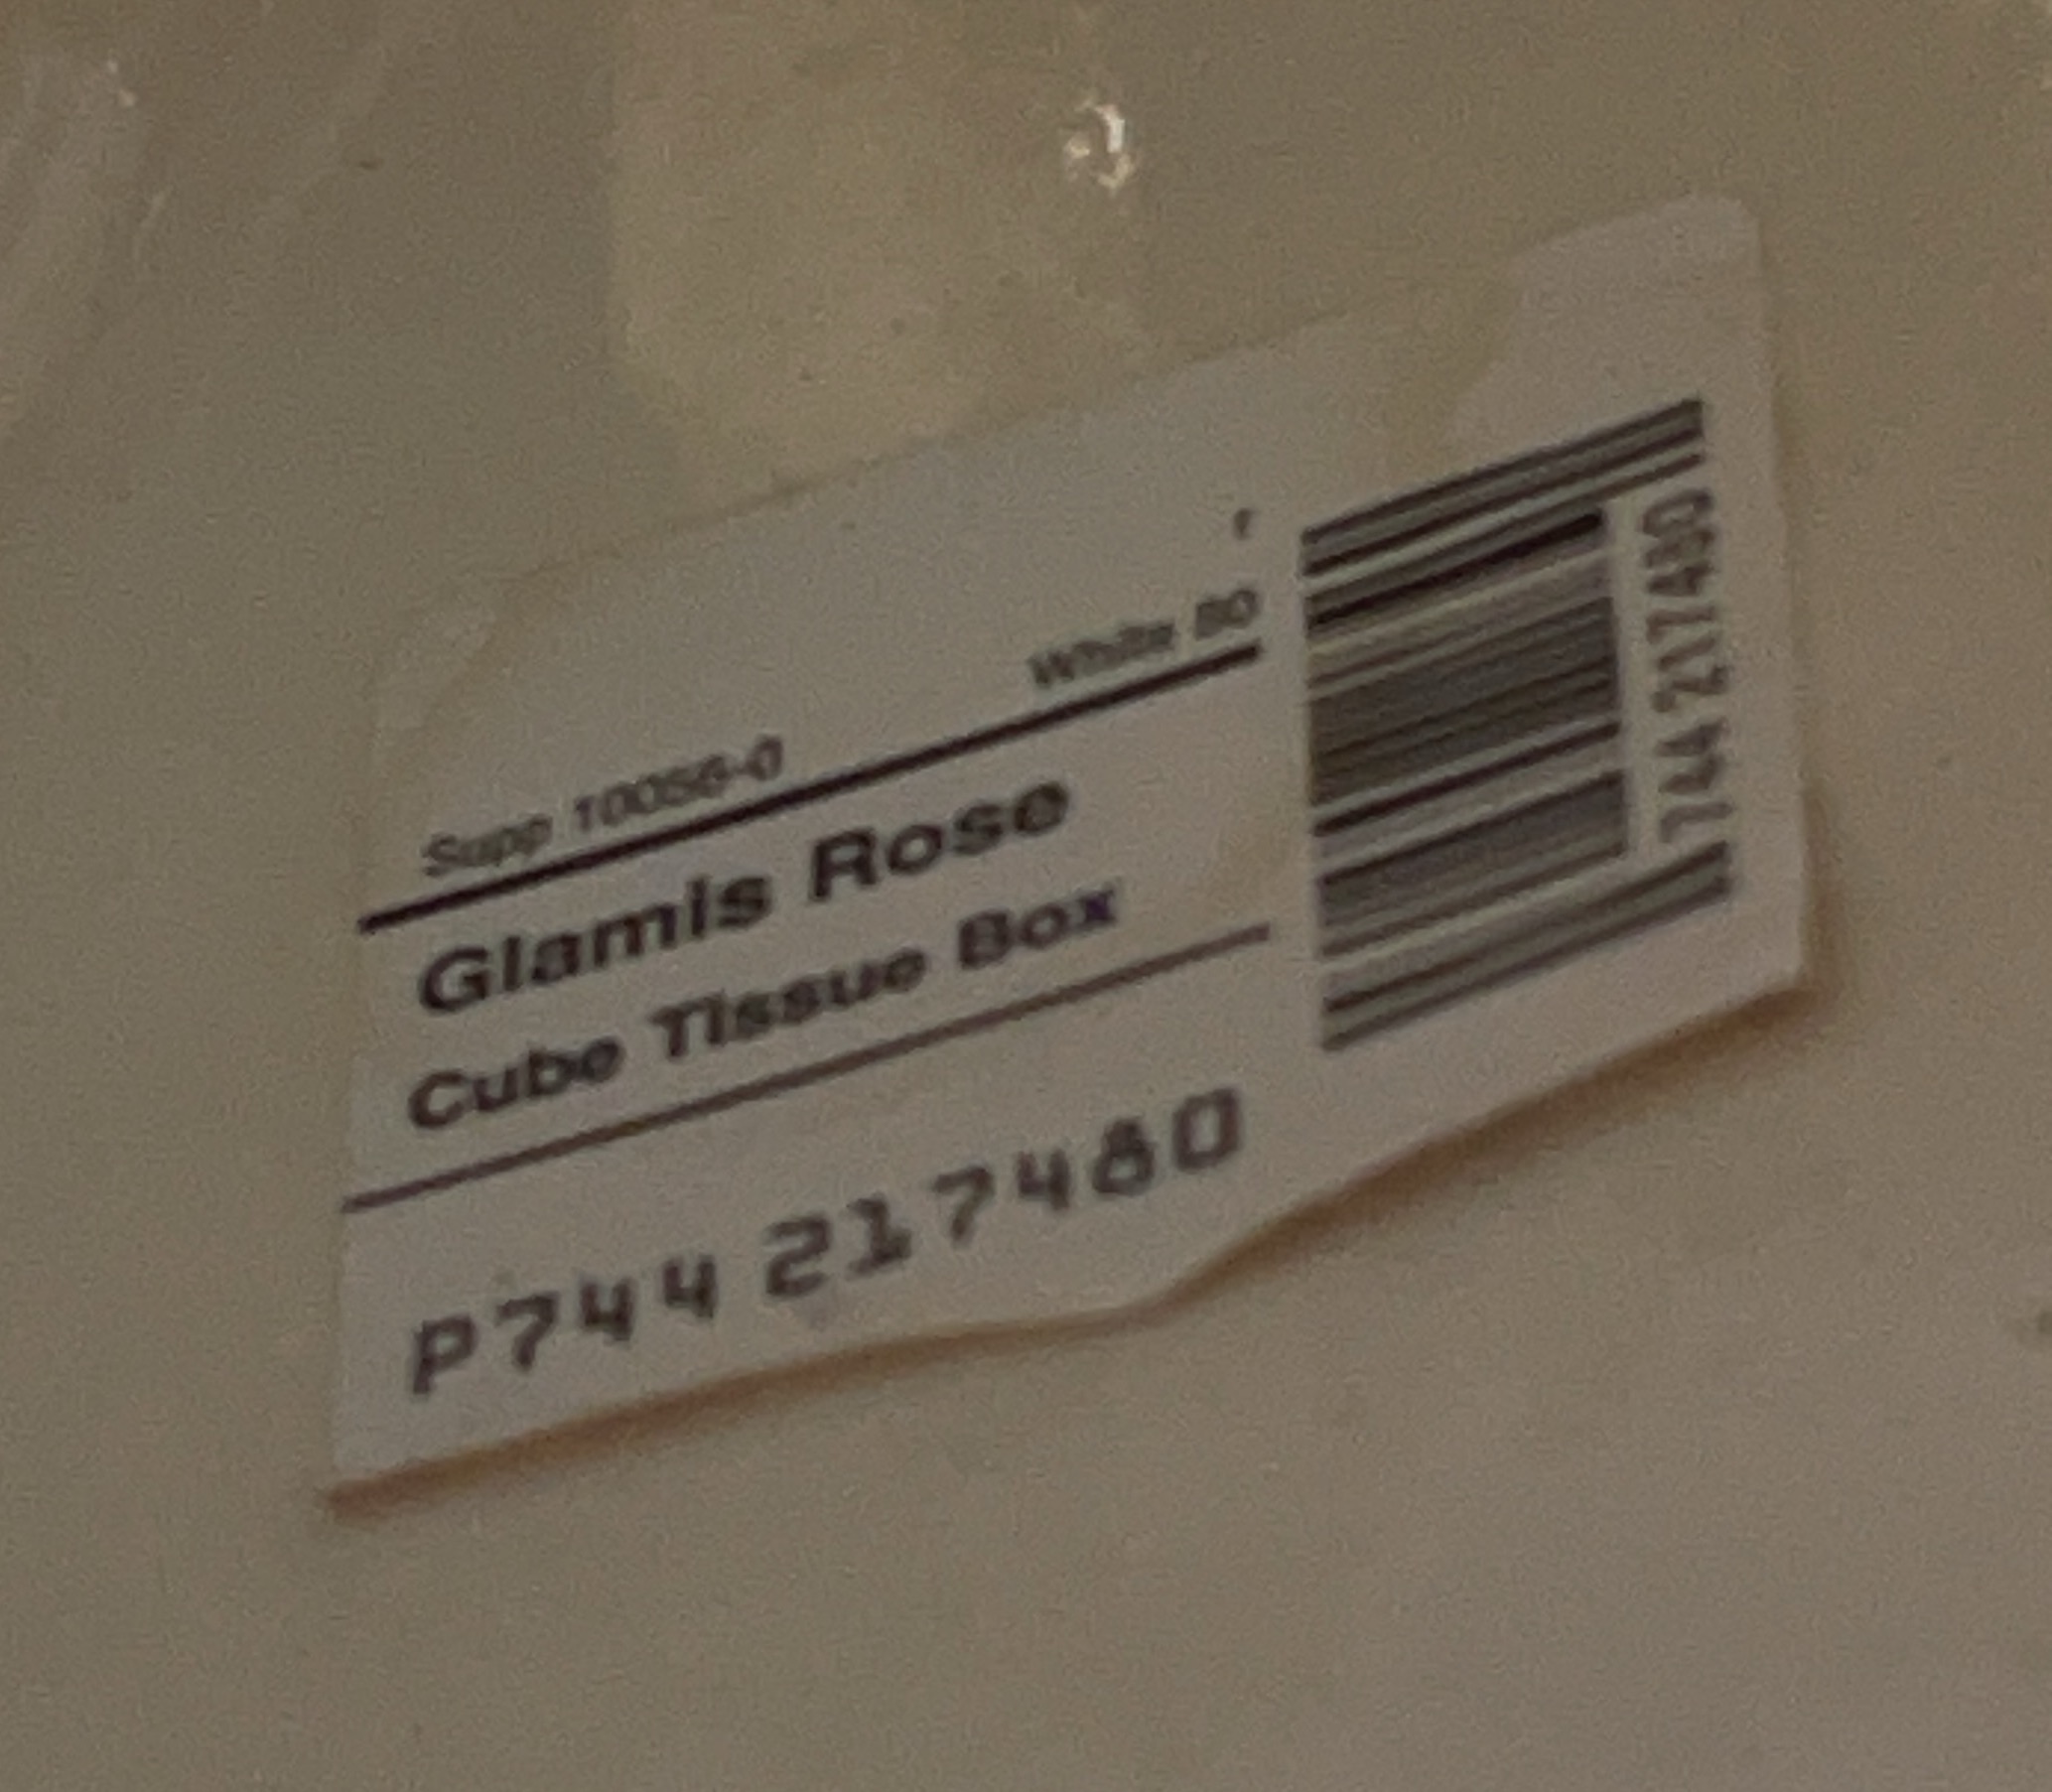 White 80
Supp 10056-0
Glamis Rose
Cube Tissue Box
P744 217480
744 217480